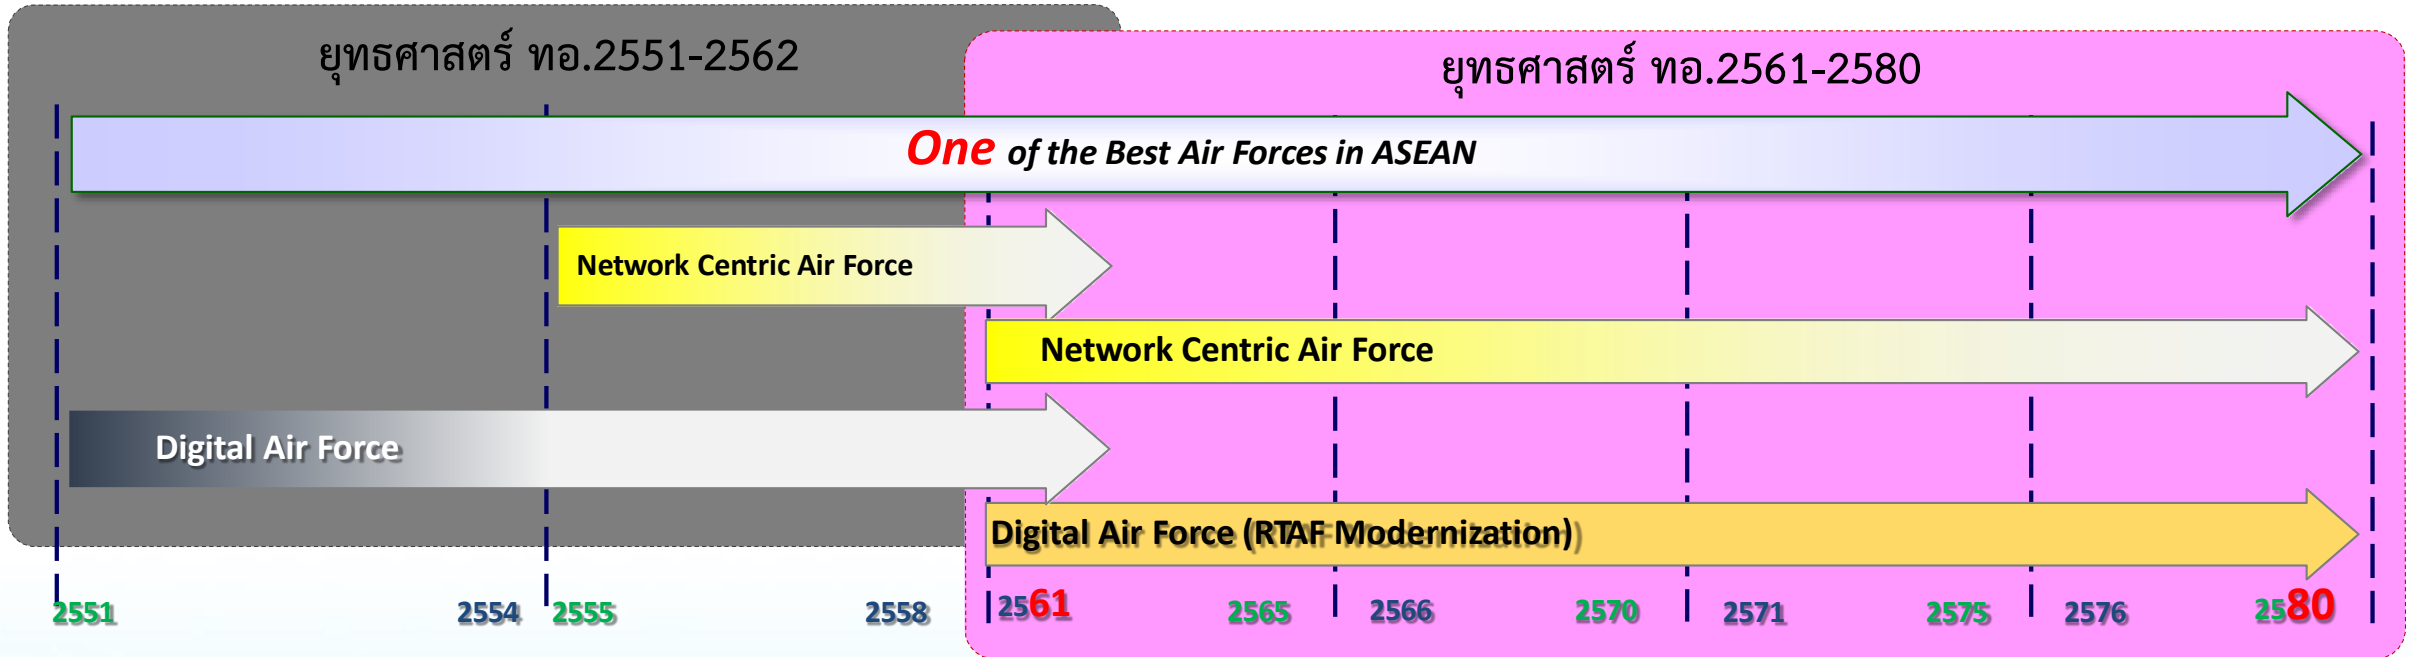 ยุทธศาสตร์ ทอ.2551-2562
ยุทธศาสตร์ ทอ.2561-2580
One of the Best Air Forces in ASEAN
Network Centric Air Force
Network Centric Air Force
Digital Air Force
Digital Air Force (RTAF Modernization)
2551 2554 2555 2558 2561 2565 2566 2570 2571 2575 2576 2580